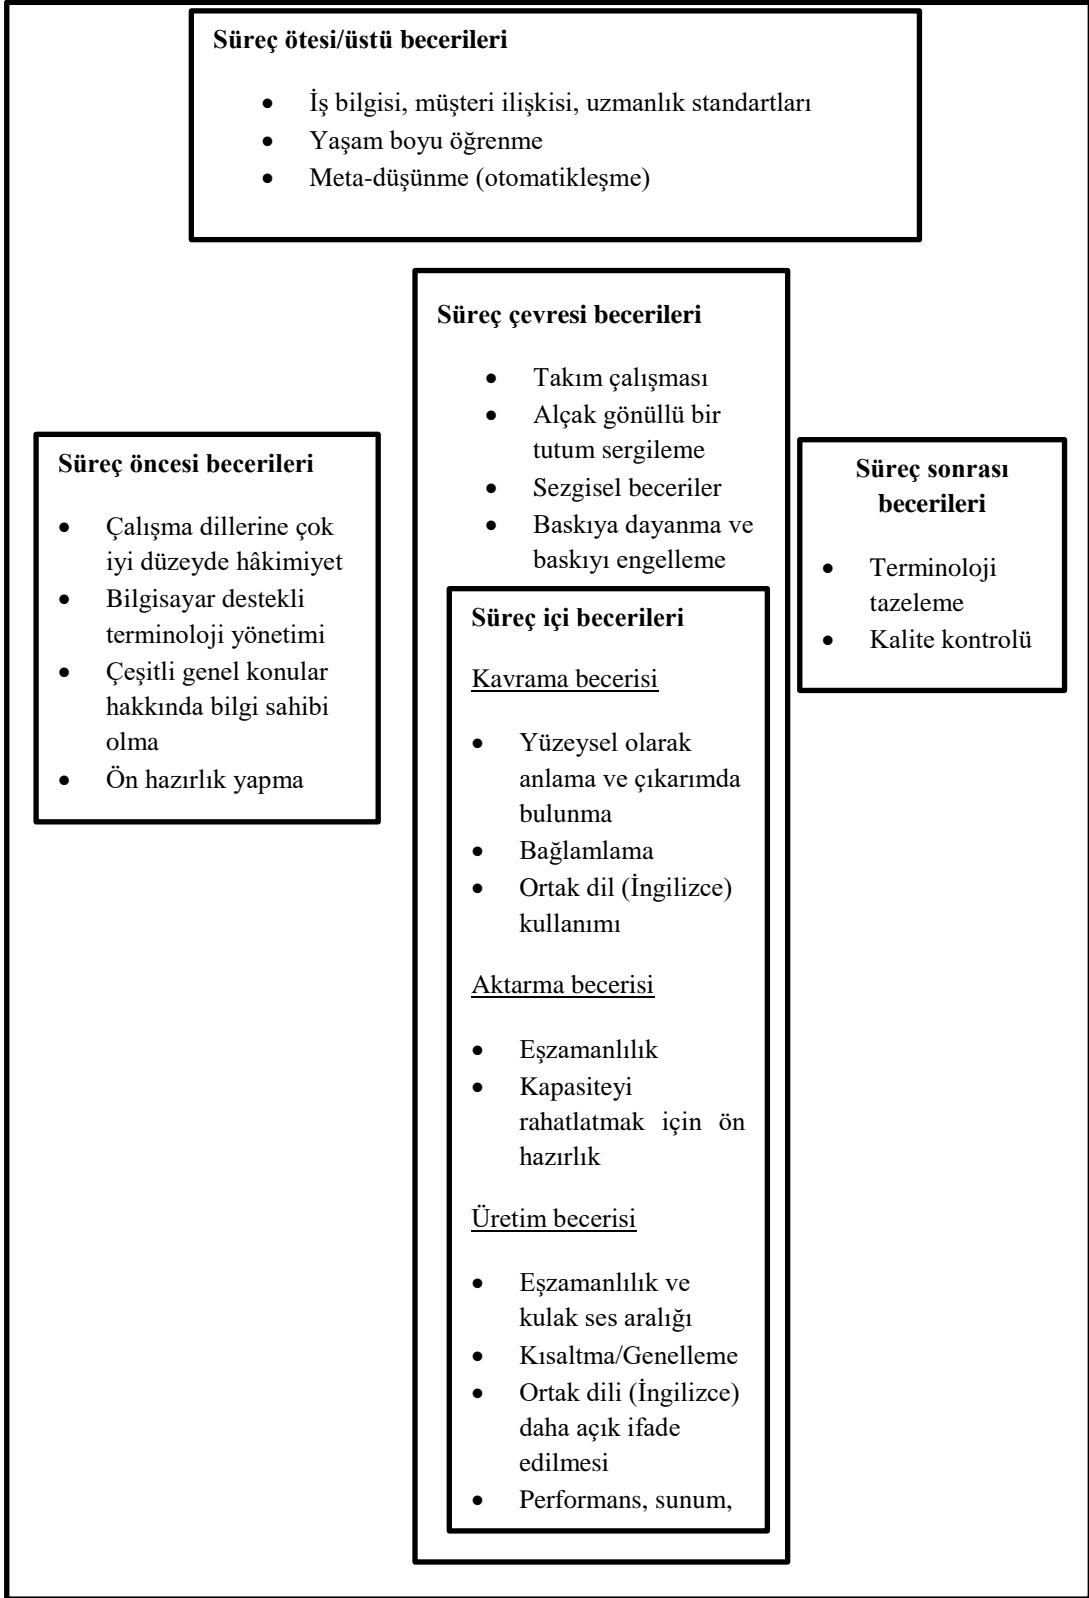 Süreç ötesi/üstü becerileri
• İş bilgisi, müşteri ilişkisi, uzmanlık standartları
• Yaşam boyu öğrenme
• Meta-düşünme (otomatikleşme)
Süreç öncesi becerileri
• Çalışma dillerine çok
iyi düzeyde hâkimiyet
• Bilgisayar destekli
terminoloji yönetimi
• Çeşitli genel konular
hakkında bilgi sahibi
olma
• Ön hazırlık yapma
Süreç çevresi becerileri
• Takım çalışması
• Alçak gönüllü bir
tutum sergileme
• Sezgisel beceriler
• Baskıya dayanma ve
baskıyı engelleme
Süreç içi becerileri
Kavrama becerisi
• Yüzeysel olarak
anlama ve çıkarımda
bulunma
• Bağlamlama
• Ortak dil (İngilizce)
kullanımı
Aktarma becerisi
• Eşzamanlılık
• Kapasiteyi
rahatlatmak için ön
hazırlık
Üretim becerisi
• Eşzamanlılık ve
kulak ses aralığı
• Kısaltma/Genelleme
• Ortak dili (İngilizce)
daha açık ifade
edilmesi
• Performans, sunum,
Süreç sonrası
becerileri
• Terminoloji
tazeleme
• Kalite kontrolü